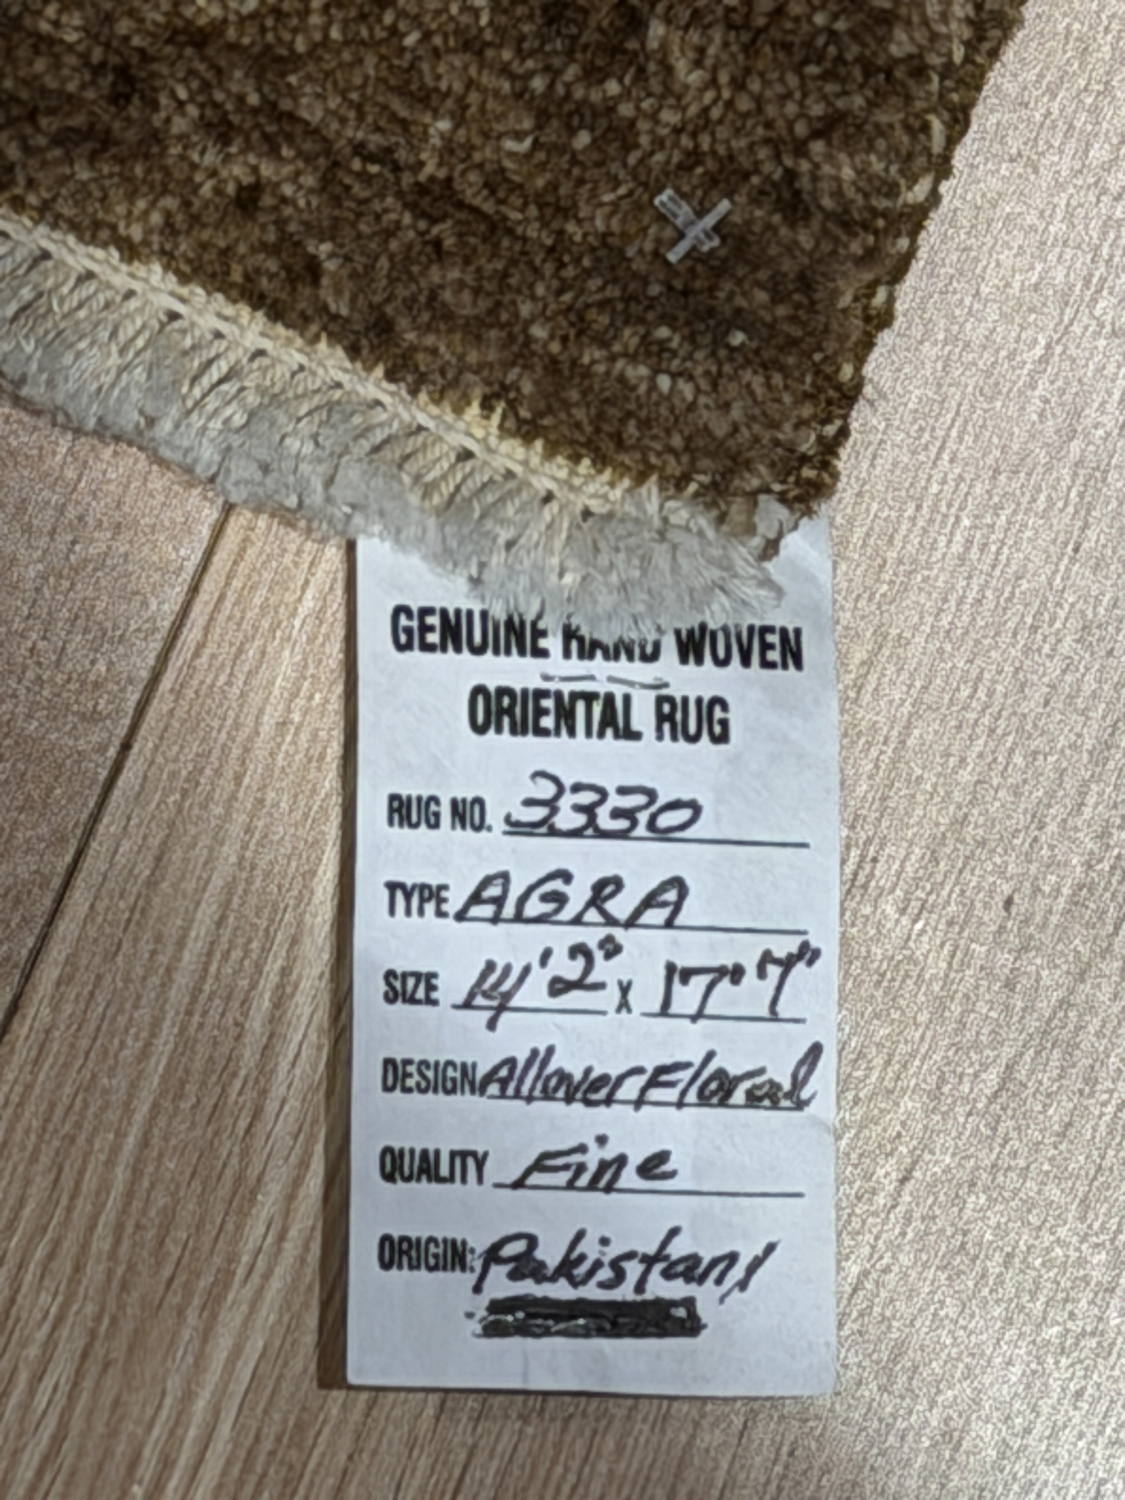 GENUINE HAND WOVEN
ORIENTAL RUG
RUG NO. 3330
TYPE AGRA
SIZE 14'2" x 17'7"
DESIGN Allover Floral
QUALITY Fine
ORIGIN: Pakistani